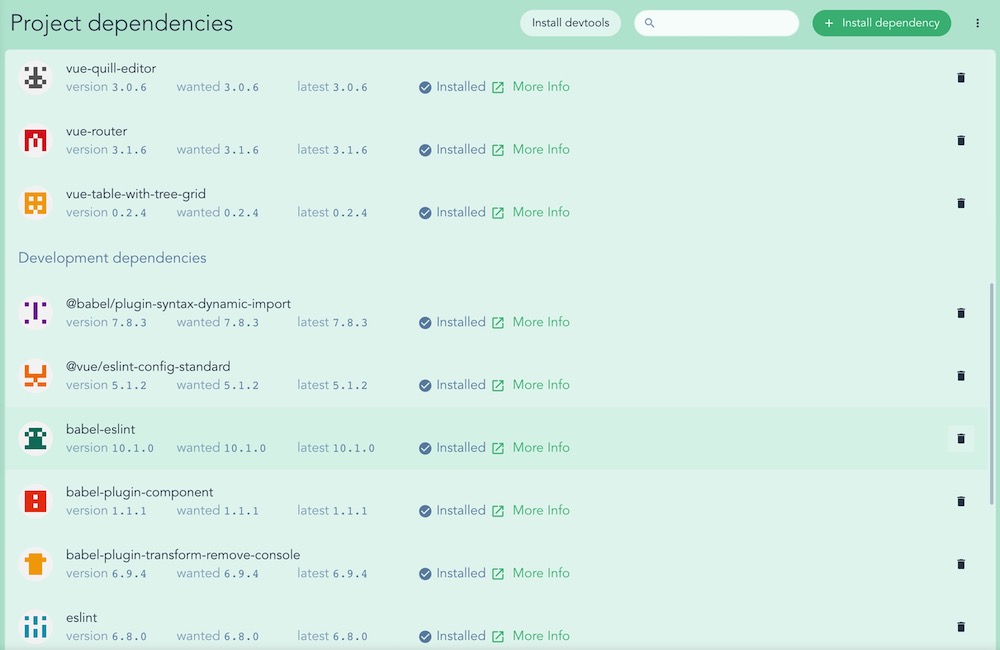 Project dependencies
Install devtools
+ Install dependency
vue-quill-editor
version 3.0.6 wanted 3.0.6 latest 3.0.6 Installed More Info
vue-router
version 3.1.6 wanted 3.1.6 latest 3.1.6 Installed More Info
vue-table-with-tree-grid
version 0.2.4 wanted 0.2.4 latest 0.2.4 Installed More Info
Development dependencies
@babel/plugin-syntax-dynamic-import
version 7.8.3 wanted 7.8.3 latest 7.8.3 Installed More Info
@vue/eslint-config-standard
version 5.1.2 wanted 5.1.2 latest 5.1.2 Installed More Info
babel-eslint
version 10.1.0 wanted 10.1.0 latest 10.1.0 Installed More Info
babel-plugin-component
version 1.1.1 wanted 1.1.1 latest 1.1.1 Installed More Info
babel-plugin-transform-remove-console
version 6.9.4 wanted 6.9.4 latest 6.9.4 Installed More Info
eslint
version 6.8.0 wanted 6.8.0 latest 6.8.0 Installed More Info